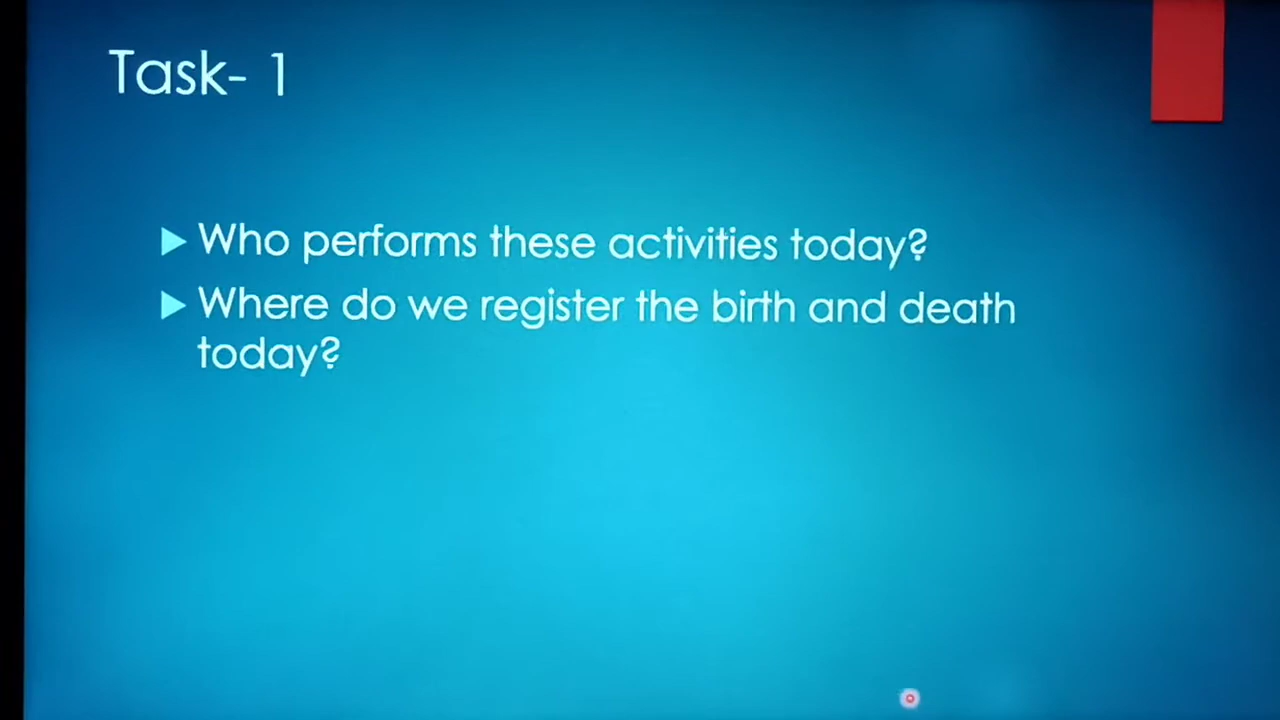 Task- 1
Who performs these activities today?
Where do we register the birth and death
today?